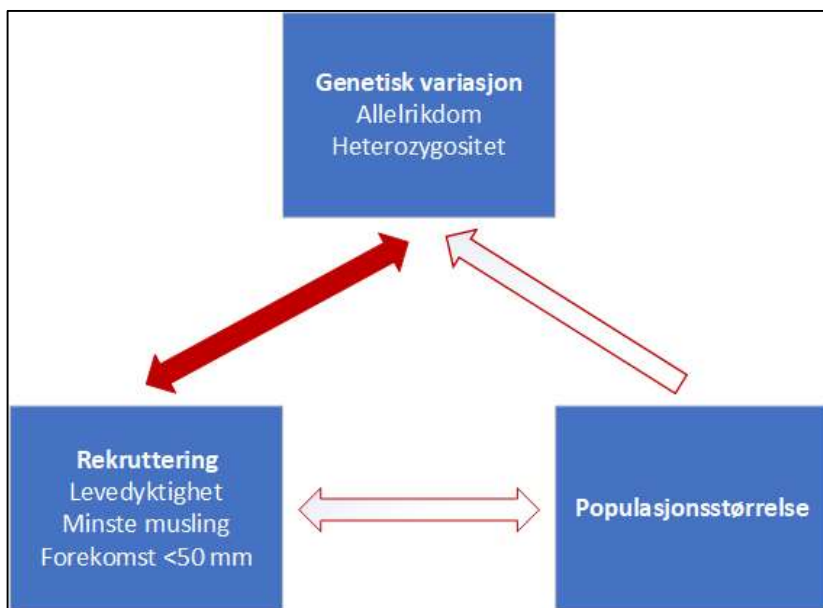 Genetisk variasjon
Allelrikdom
Heterozygositet
Rekruttering
Levedyktighet
Minste musling
Forekomst <50 mm
Populasjonsstørrelse